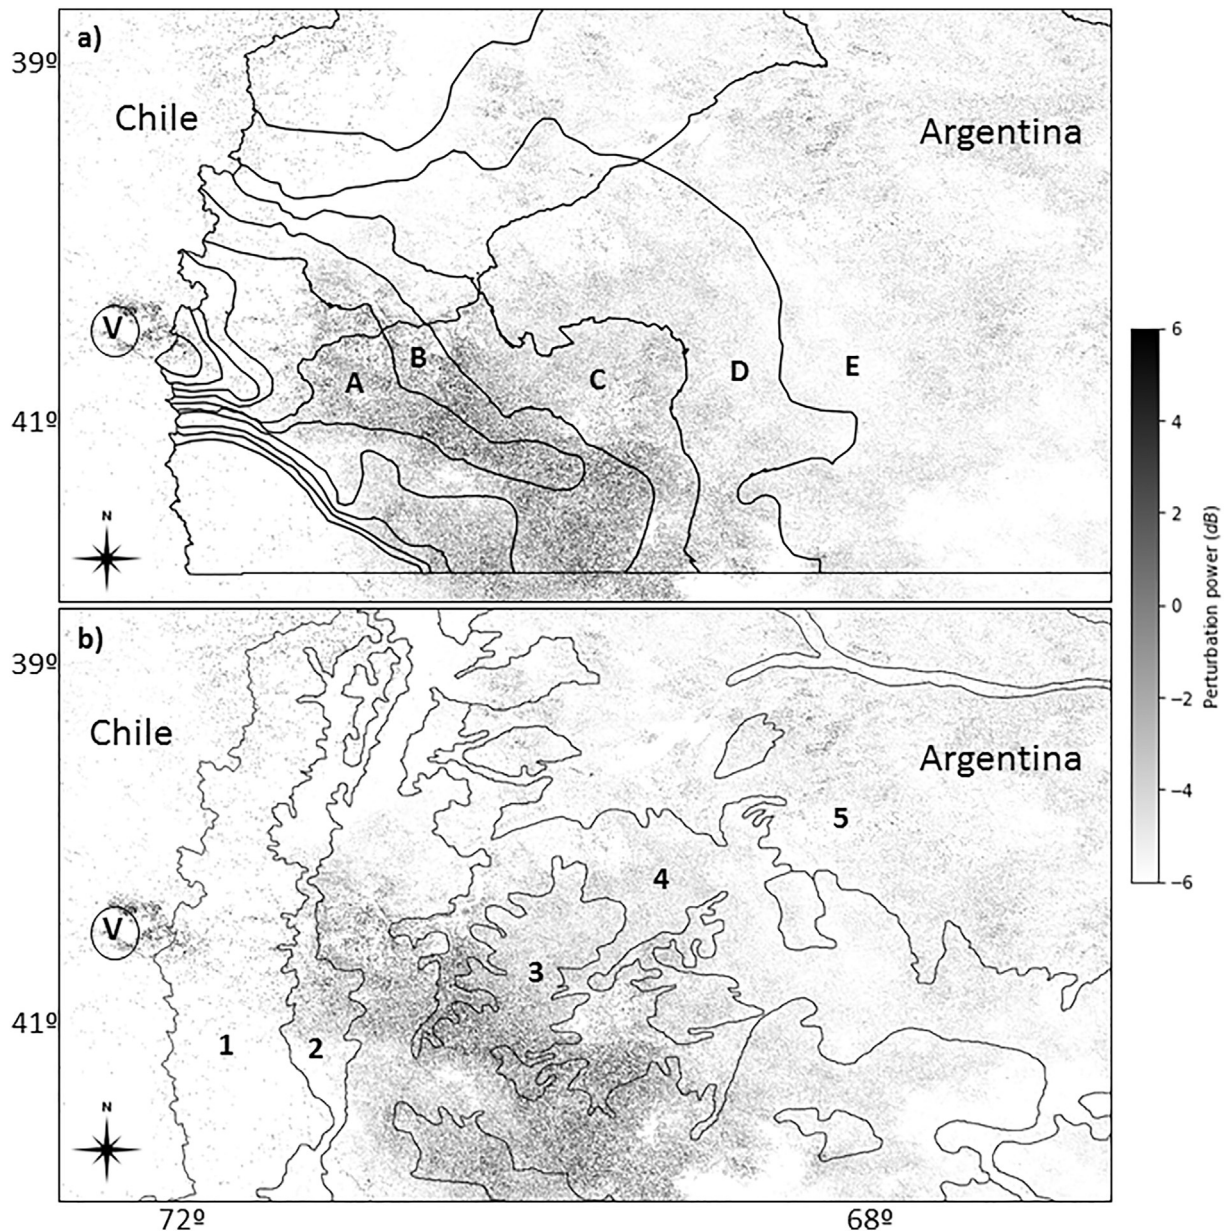 a)
39º
Chile
Argentina
V
B
A
C
D
E
41º
N
6
4
2
0
−2
−4
−6
Perturbation power (dB)
b)
39º
Chile
Argentina
5
4
V
3
41º
1
2
N
72º
68º